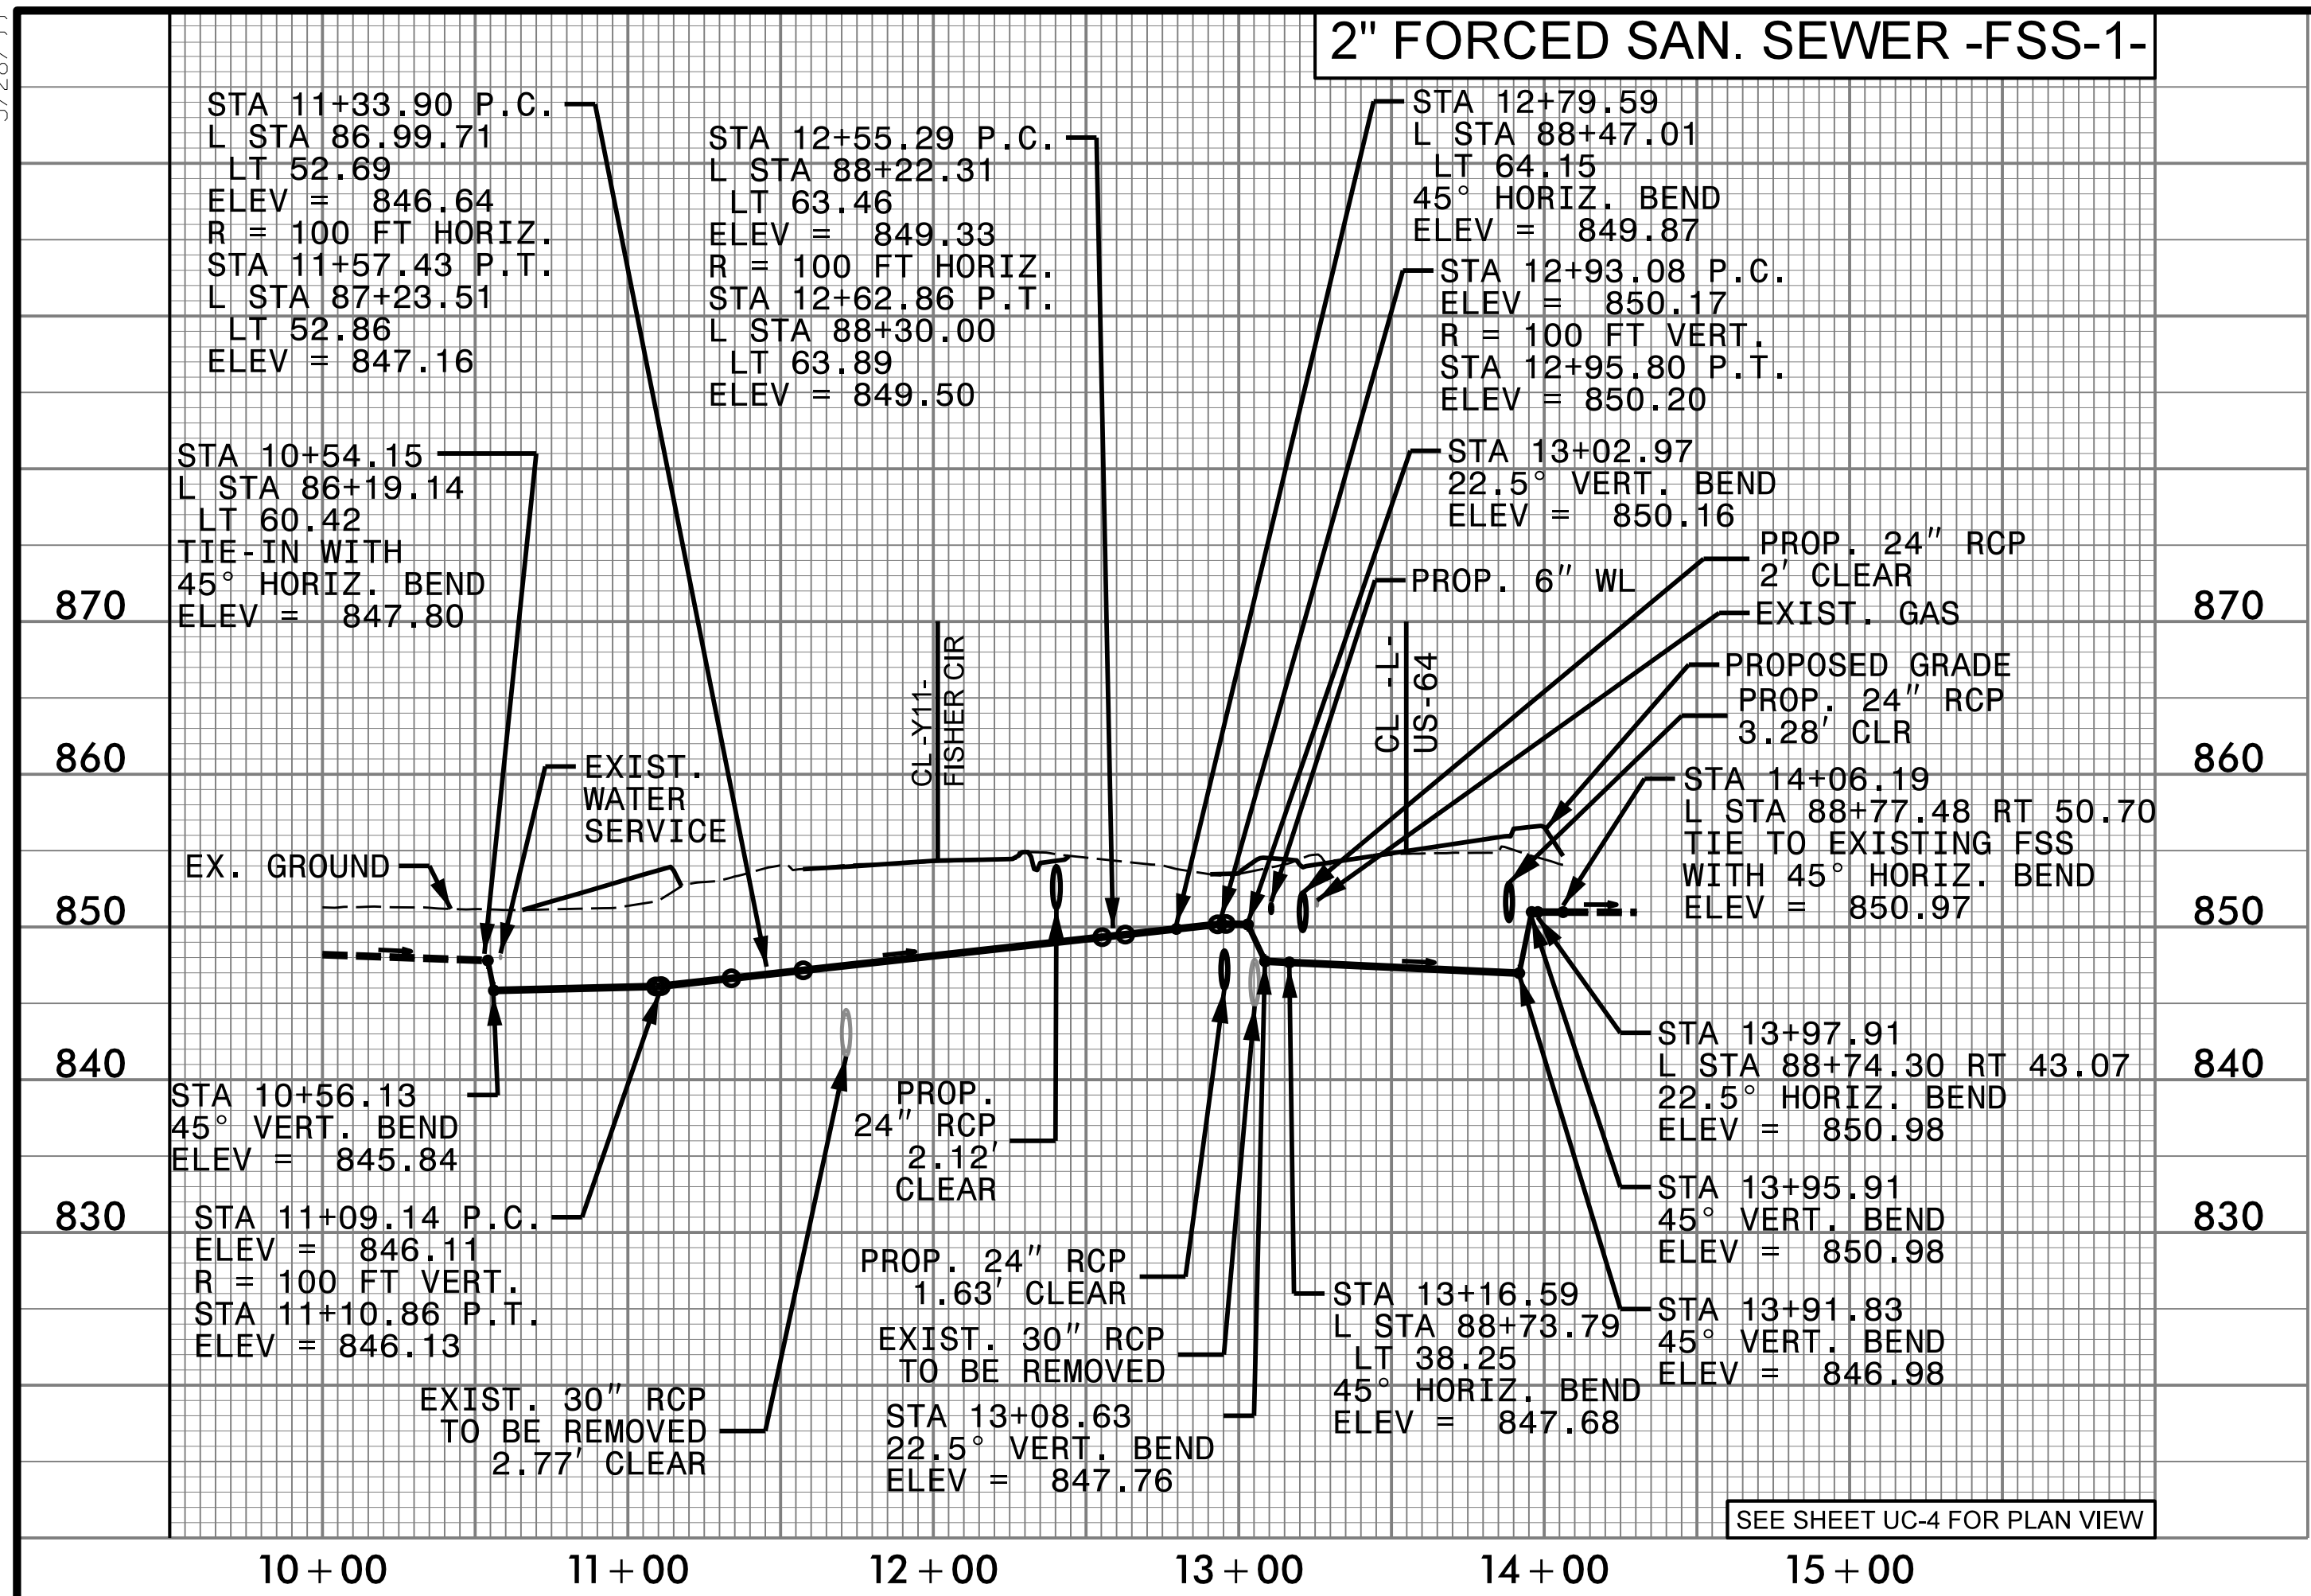 2" FORCED SAN. SEWER -FSS-1-
STA 11+33.90 P.C.
L STA 86.99.71
LT 52.69
ELEV = 846.64
R = 100 FT HORIZ.
STA 11+57.43 P.T.
L STA 87+23.51
LT 52.86
ELEV = 847.16
STA 12+55.29 P.C.
L STA 88+22.31
LT 63.46
ELEV = 849.33
R = 100 FT HORIZ.
STA 12+62.86 P.T.
L STA 88+30.00
LT 63.89
ELEV = 849.50
STA 12+79.59
L STA 88+47.01
LT 64.15
45° HORIZ. BEND
ELEV = 849.87
STA 12+93.08 P.C.
ELEV = 850.17
R = 100 FT VERT.
STA 12+95.80 P.T.
ELEV = 850.20
STA 13+02.97
22.5° VERT. BEND
ELEV = 850.16
STA 10+54.15
L STA 86+19.14
LT 60.42
TIE-IN WITH
45° HORIZ. BEND
ELEV = 847.80
PROP. 6" WL
PROP. 24" RCP
2' CLEAR
EXIST. GAS
PROPOSED GRADE
PROP. 24" RCP
3.28' CLR
STA 14+06.19
L STA 88+77.48 RT 50.70
TIE TO EXISTING FSS
WITH 45° HORIZ. BEND
ELEV = 850.97
CL -Y11-
FISHER CIR
CL -L-
US-64
EXIST.
WATER
SERVICE
EX. GROUND
870
860
850
840
830
870
860
850
840
830
STA 10+56.13
45° VERT. BEND
ELEV = 845.84
STA 11+09.14 P.C.
ELEV = 846.11
R = 100 FT VERT.
STA 11+10.86 P.T.
ELEV = 846.13
EXIST. 30" RCP
TO BE REMOVED
2.77' CLEAR
PROP.
24" RCP
2.12'
CLEAR
PROP. 24" RCP
1.63' CLEAR
EXIST. 30" RCP
TO BE REMOVED
STA 13+08.63
22.5° VERT. BEND
ELEV = 847.76
STA 13+16.59
L STA 88+73.79
LT 38.25
45° HORIZ. BEND
ELEV = 847.68
STA 13+97.91
L STA 88+74.30 RT 43.07
22.5° HORIZ. BEND
ELEV = 850.98
STA 13+95.91
45° VERT. BEND
ELEV = 850.98
STA 13+91.83
45° VERT. BEND
ELEV = 846.98
SEE SHEET UC-4 FOR PLAN VIEW
10+00
11+00
12+00
13+00
14+00
15+00